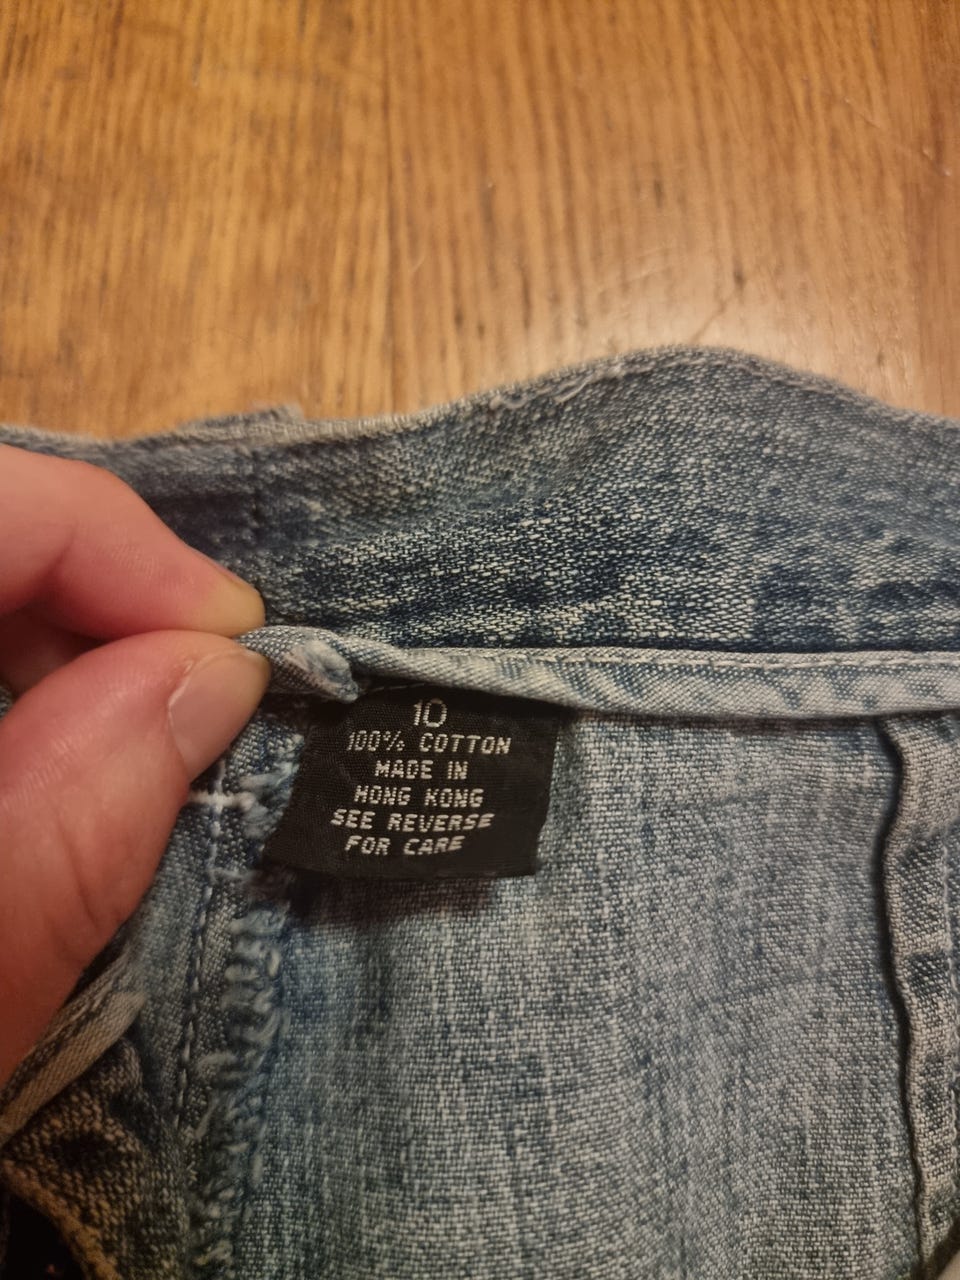 10
100% COTTON
MADE IN
HONG KONG
SEE REVERSE
FOR CARE